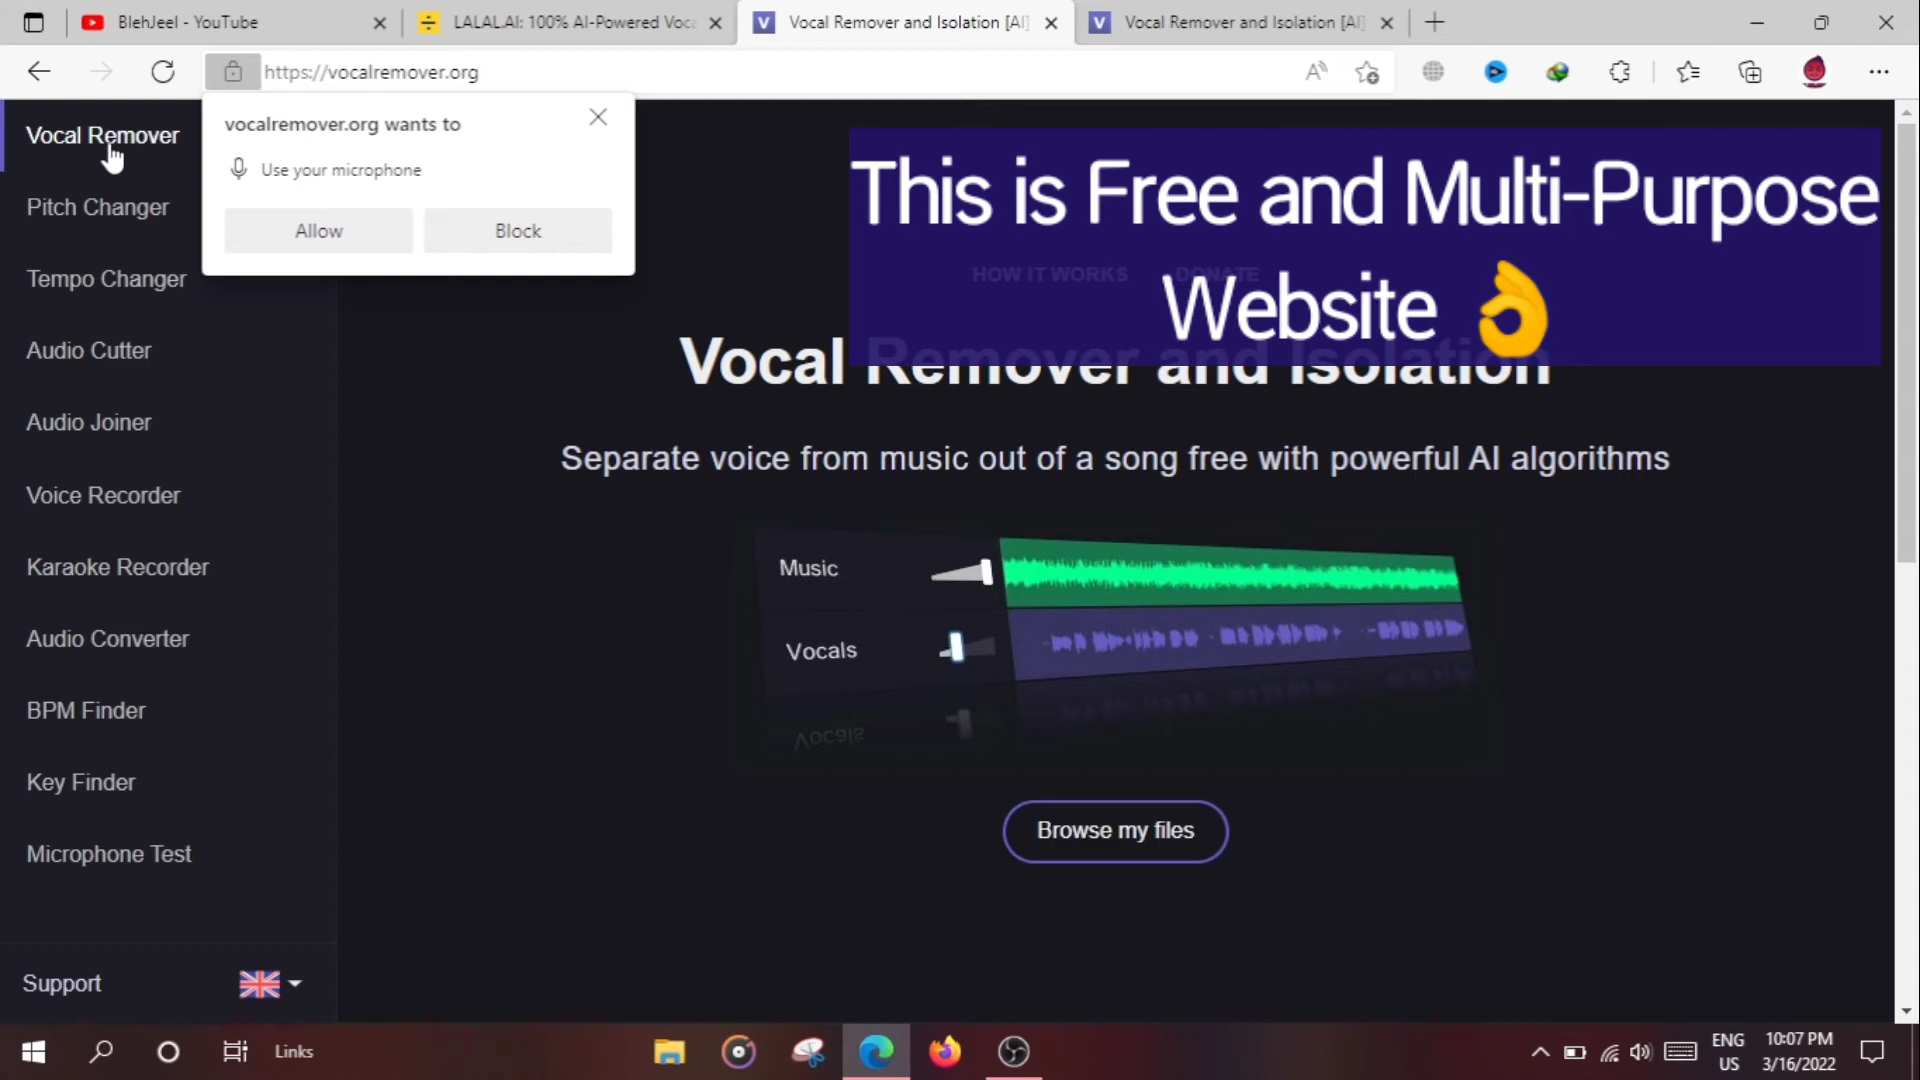 BlehJeel - YouTube
LALAL.AI: 100% AI-Powered Voca
Vocal Remover and Isolation [AI]
Vocal Remover and Isolation [AI]
https://vocalremover.org
vocalremover.org wants to
Use your microphone
Allow
Block
Vocal Remover
Pitch Changer
Tempo Changer
Audio Cutter
Audio Joiner
Voice Recorder
Karaoke Recorder
Audio Converter
BPM Finder
Key Finder
Microphone Test
Support
This is Free and Multi-Purpose
Website 👌
HOW IT WORKS
DONATE
Vocal Remover and Isolation
Separate voice from music out of a song free with powerful AI algorithms
Music
Vocals
Vocals
Browse my files
Links
ENG
US
10:07 PM
3/16/2022